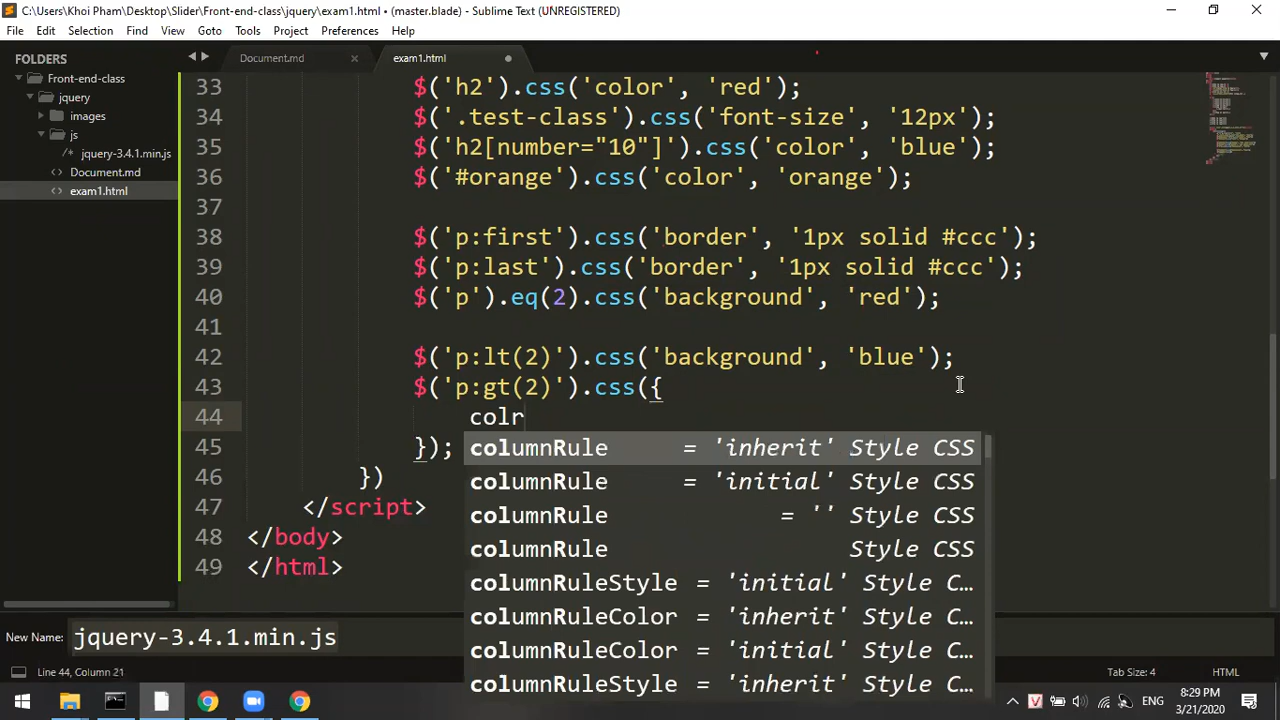 C:\Users\Khoi Pham\Desktop\Slider\Front-end-class\jquery\exam1.html • (master.blade) - Sublime Text (UNREGISTERED)
File Edit Selection Find View Goto Tools Project Preferences Help
FOLDERS
Front-end-class
jquery
images
js
/* jquery-3.4.1.min.js
<> Document.md
<> exam1.html
Document.md
exam1.html
33 $('h2').css('color', 'red');
34 $('.test-class').css('font-size', '12px');
35 $('h2[number="10"]').css('color', 'blue');
36 $('#orange').css('color', 'orange');
37
38 $('p:first').css('border', '1px solid #ccc');
39 $('p:last').css('border', '1px solid #ccc');
40 $('p').eq(2).css('background', 'red');
41
42 $('p:lt(2)').css('background', 'blue');
43 $('p:gt(2)').css({
44 colr
45 });
46 })
47 </script>
48 </body>
49 </html>
columnRule = 'inherit' Style CSS
columnRule = 'initial' Style CSS
columnRule = '' Style CSS
columnRule Style CSS
columnRuleStyle = 'initial' Style C…
columnRuleColor = 'inherit' Style C…
columnRuleColor = 'initial' Style C…
columnRuleStyle = 'initial' Style C…
New Name: jquery-3.4.1.min.js
Line 44, Column 21
Tab Size: 4
HTML
V
ENG
8:29 PM
3/21/2020